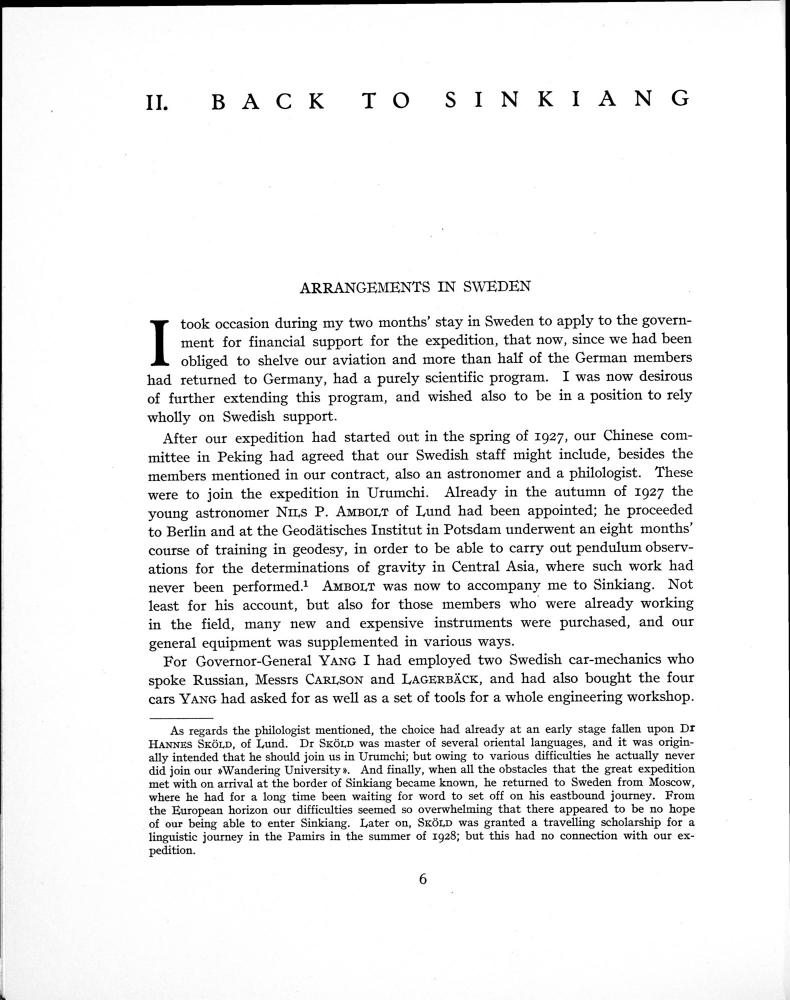 II. BACK TO SINKIANG
ARRANGEMENTS IN SWEDEN
I took occasion during my two months' stay in Sweden to apply to the govern-
ment for financial support for the expedition, that now, since we had been
obliged to shelve our aviation and more than half of the German members
had returned to Germany, had a purely scientific program. I was now desirous
of further extending this program, and wished also to be in a position to rely
wholly on Swedish support.
After our expedition had started out in the spring of 1927, our Chinese com-
mittee in Peking had agreed that our Swedish staff might include, besides the
members mentioned in our contract, also an astronomer and a philologist. These
were to join the expedition in Urumchi. Already in the autumn of 1927 the
young astronomer NILS P. AMBOLT of Lund had been appointed; he proceeded
to Berlin and at the Geodätisches Institut in Potsdam underwent an eight months'
course of training in geodesy, in order to be able to carry out pendulum observ-
ations for the determinations of gravity in Central Asia, where such work had
never been performed.¹ AMBOLT was now to accompany me to Sinkiang. Not
least for his account, but also for those members who were already working
in the field, many new and expensive instruments were purchased, and our
general equipment was supplemented in various ways.
For Governor-General YANG I had employed two Swedish car-mechanics who
spoke Russian, Messrs CARLSON and LAGERBÄCK, and had also bought the four
cars YANG had asked for as well as a set of tools for a whole engineering workshop.
As regards the philologist mentioned, the choice had already at an early stage fallen upon Dr
HANNES SKÖLD, of Lund. Dr SKÖLD was master of several oriental languages, and it was origin-
ally intended that he should join us in Urumchi; but owing to various difficulties he actually never
did join our »Wandering University». And finally, when all the obstacles that the great expedition
met with on arrival at the border of Sinkiang became known, he returned to Sweden from Moscow,
where he had for a long time been waiting for word to set off on his eastbound journey. From
the European horizon our difficulties seemed so overwhelming that there appeared to be no hope
of our being able to enter Sinkiang. Later on, SKÖLD was granted a travelling scholarship for a
linguistic journey in the Pamirs in the summer of 1928; but this had no connection with our ex-
pedition.
6